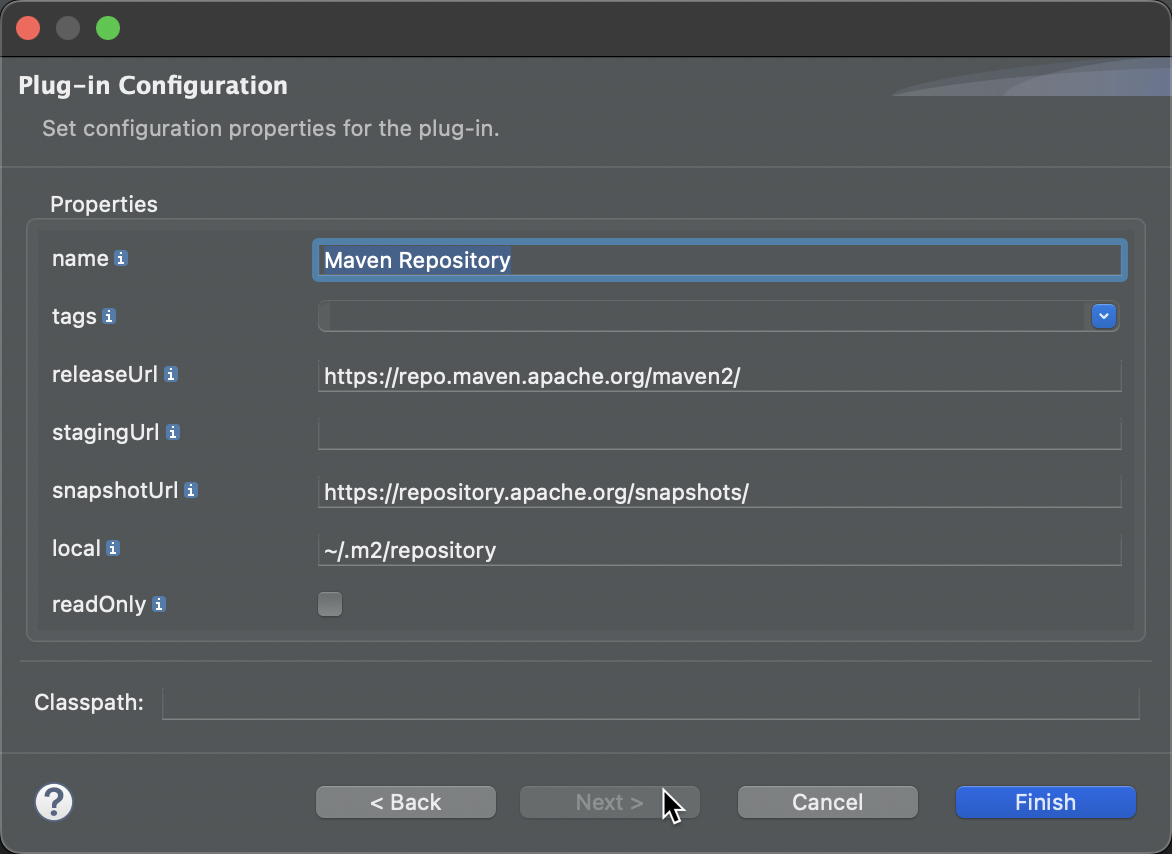 Plug-in Configuration
Set configuration properties for the plug-in.
Properties
name i Maven Repository
tags i
releaseUrl i https://repo.maven.apache.org/maven2/
stagingUrl i
snapshotUrl i https://repository.apache.org/snapshots/
local i ~/.m2/repository
readOnly i
Classpath:
? < Back Next > Cancel Finish